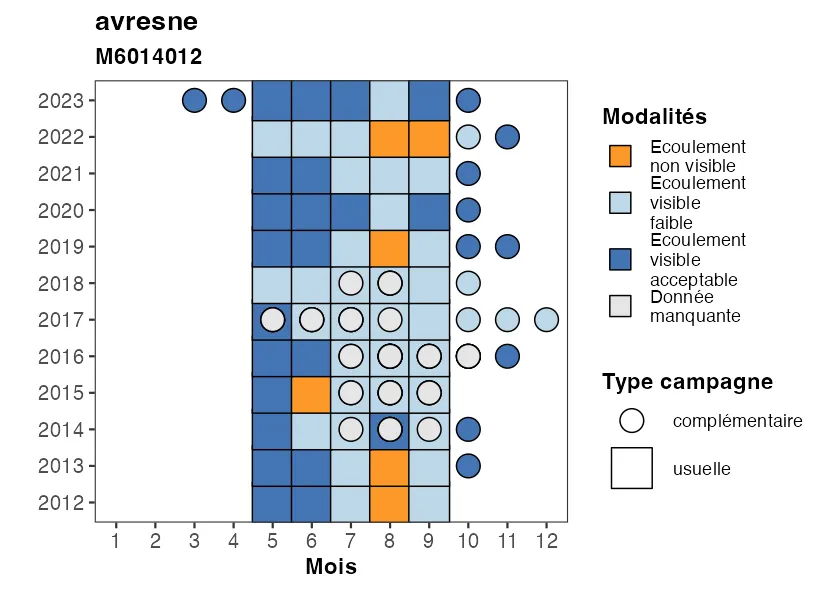 avresne
M6014012
2023
2022
2021
2020
2019
2018
2017
2016
2015
2014
2013
2012
1 2 3 4 5 6 7 8 9 10 11 12
Mois
Modalités
Ecoulement
non visible
Ecoulement
visible
faible
Ecoulement
visible
acceptable
Donnée
manquante
Type campagne
complémentaire
usuelle